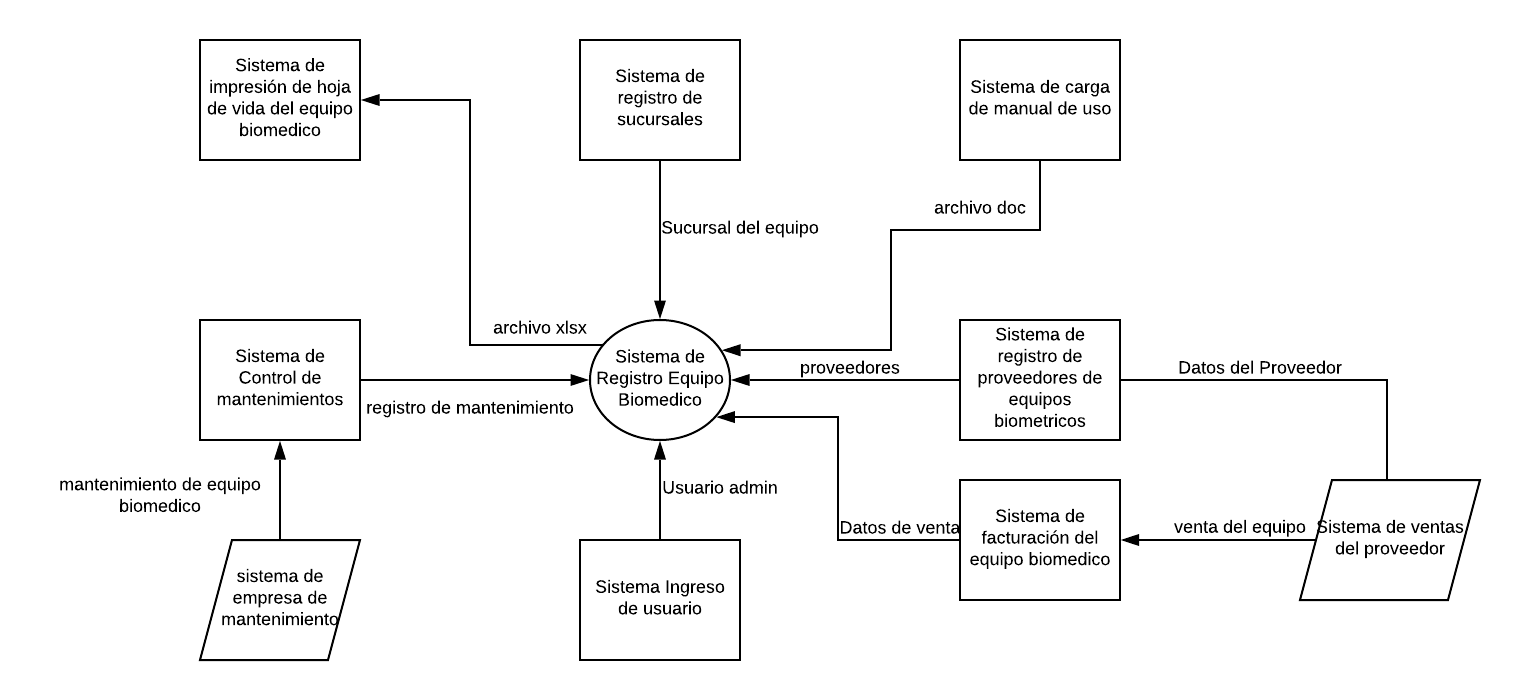 Sistema de
impresión de hoja
de vida del equipo
biomedico
Sistema de
registro de
sucursales
Sistema de carga
de manual de uso
archivo doc
Sucursal del equipo
archivo xlsx
Sistema de
Control de
mantenimientos
registro de mantenimiento
Sistema de
Registro Equipo
Biomedico
proveedores
Sistema de
registro de
proveedores de
equipos
biometricos
Datos del Proveedor
mantenimiento de equipo
biomedico
Usuario admin
Datos de venta
Sistema de
facturación del
equipo biomedico
venta del equipo
Sistema de ventas
del proveedor
sistema de
empresa de
mantenimiento
Sistema Ingreso
de usuario